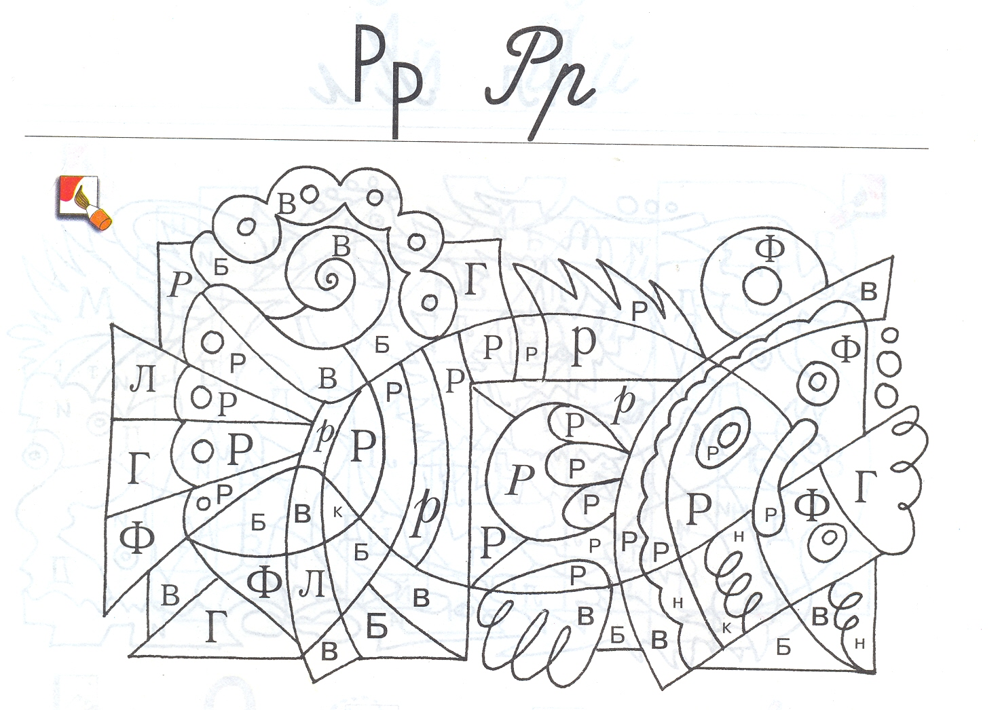 Рр Рр
В
В Ф
Б Г В
Р Р
Р Б Р Р р Ф
Л В Р Р
Р р Р
р Р Р
Г Р Р Р Г
Р Р Р Ф
Б В к р Р Р
Ф Р Р Р н
Б Р Р
Ф Л Р
В В н
Г Б В В
Б В к н
В Б